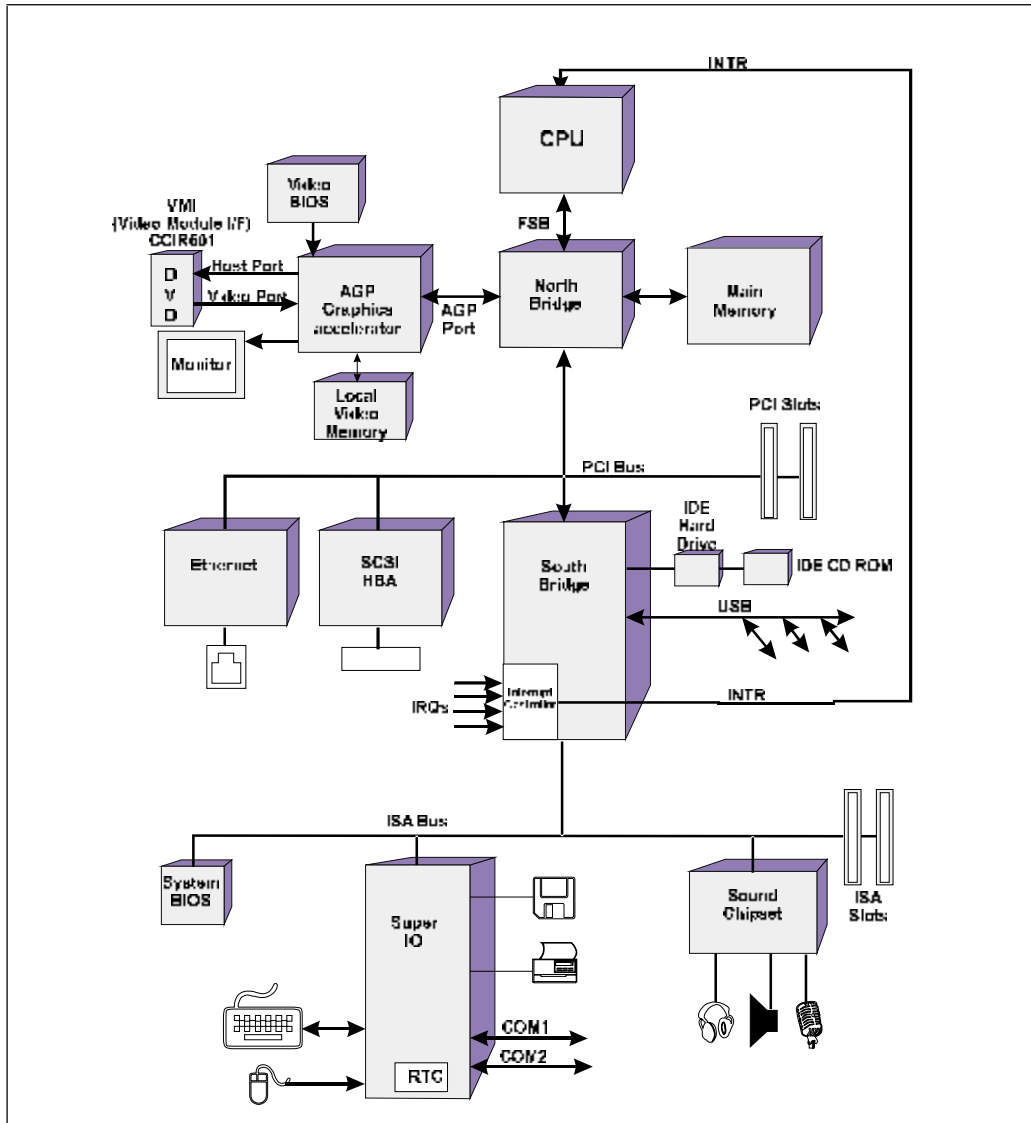 INTR
CPU
Video
BIOS
VMI
(Video Module I/F)
CCIR601
FSB
D
V
D
Host Port
Video Port
AGP
Graphics
accelerator
AGP
Port
North
Bridge
Main
Memory
Monitor
Local
Video
Memory
PCI Slots
PCI Bus
Ethernet
SCSI
HBA
South
Bridge
IDE
Hard
Drive
IDE CD ROM
USB
IRQs
Interrupt
Controller
INTR
ISA Bus
System
BIOS
Super
IO
Sound
Chipset
ISA
Slots
COM1
COM2
RTC